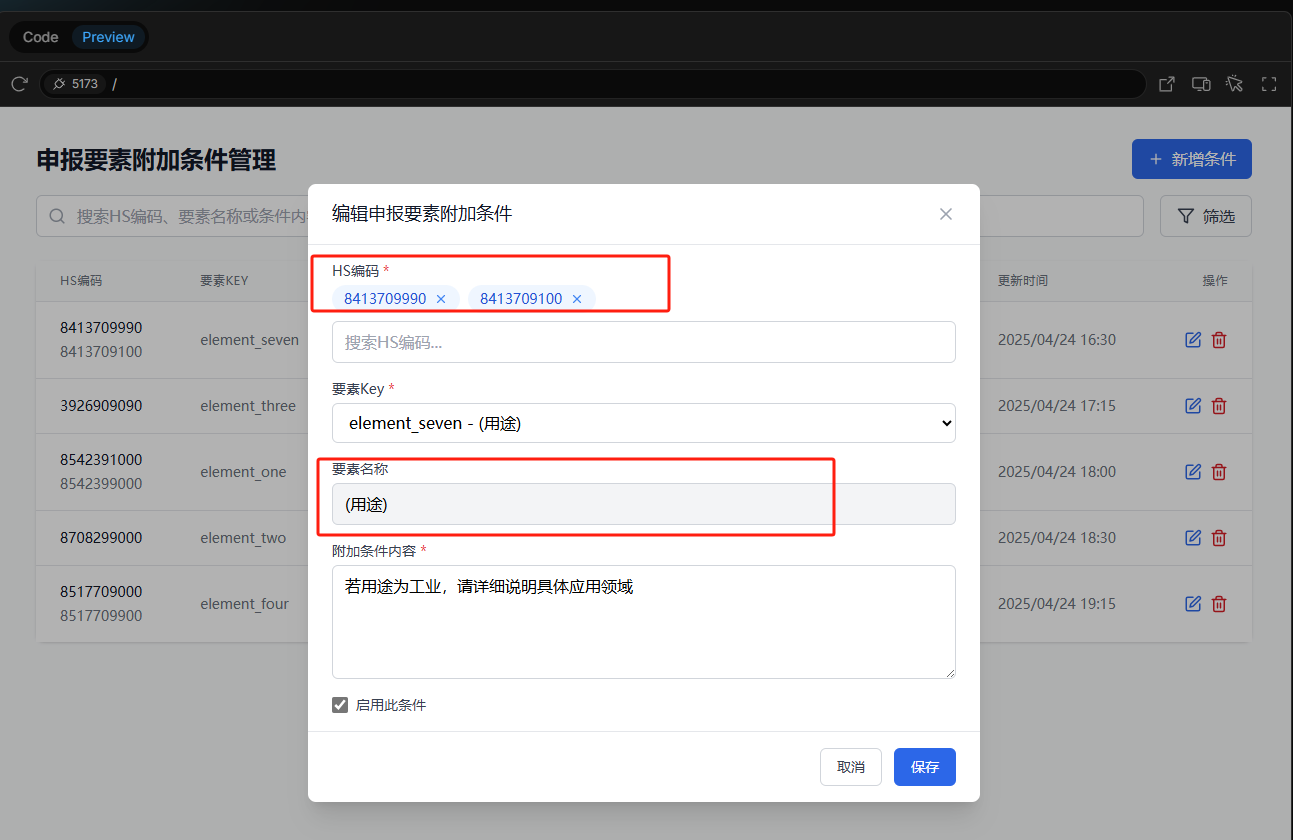 Code Preview
5173 /
申报要素附加条件管理
+ 新增条件
搜索HS编码、要素名称或条件内
筛选
HS编码 要素KEY 更新时间 操作
8413709990
8413709100
element_seven 2025/04/24 16:30
3926909090 element_three 2025/04/24 17:15
8542391000
8542399000
element_one 2025/04/24 18:00
8708299000 element_two 2025/04/24 18:30
8517709000
8517709900
element_four 2025/04/24 19:15
编辑申报要素附加条件
HS编码 *
8413709990 × 8413709100 ×
搜索HS编码...
要素Key *
element_seven - (用途)
要素名称
(用途)
附加条件内容 *
若用途为工业，请详细说明具体应用领域
启用此条件
取消 保存